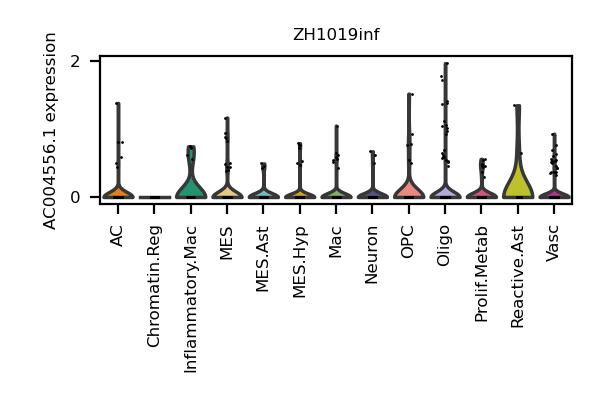 ZH1019inf
AC004556.1 expression
2
0
AC
Chromatin.Reg
Inflammatory.Mac
MES
MES.Ast
MES.Hyp
Mac
Neuron
OPC
Oligo
Prolif.Metab
Reactive.Ast
Vasc